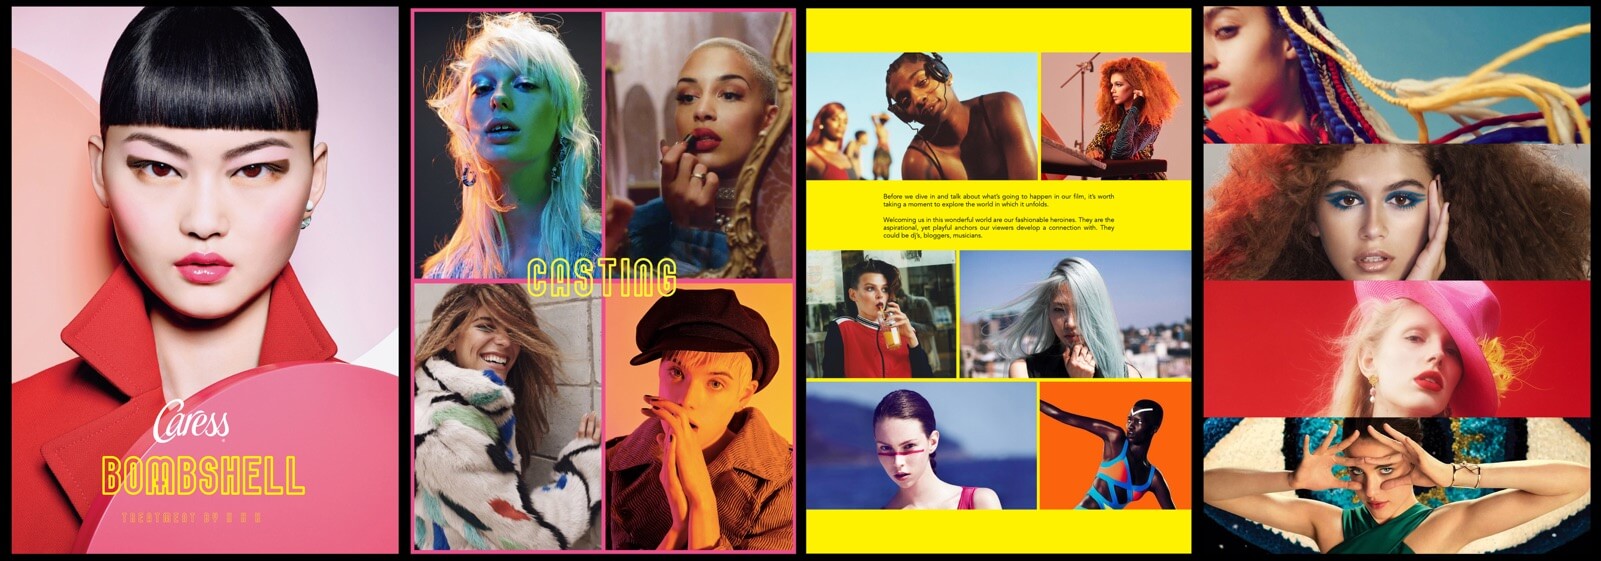 Caress
BOMBSHELL
TREATMENT BY X X X
CASTING
Before we dive in and talk about what's going to happen in our film, it's worth
taking a moment to explore the world in which it unfolds.
Welcoming us in this wonderful world are our fashionable heroines. They are the
aspirational, yet playful anchors our viewers develop a connection with. They
could be dj's, bloggers, musicians.